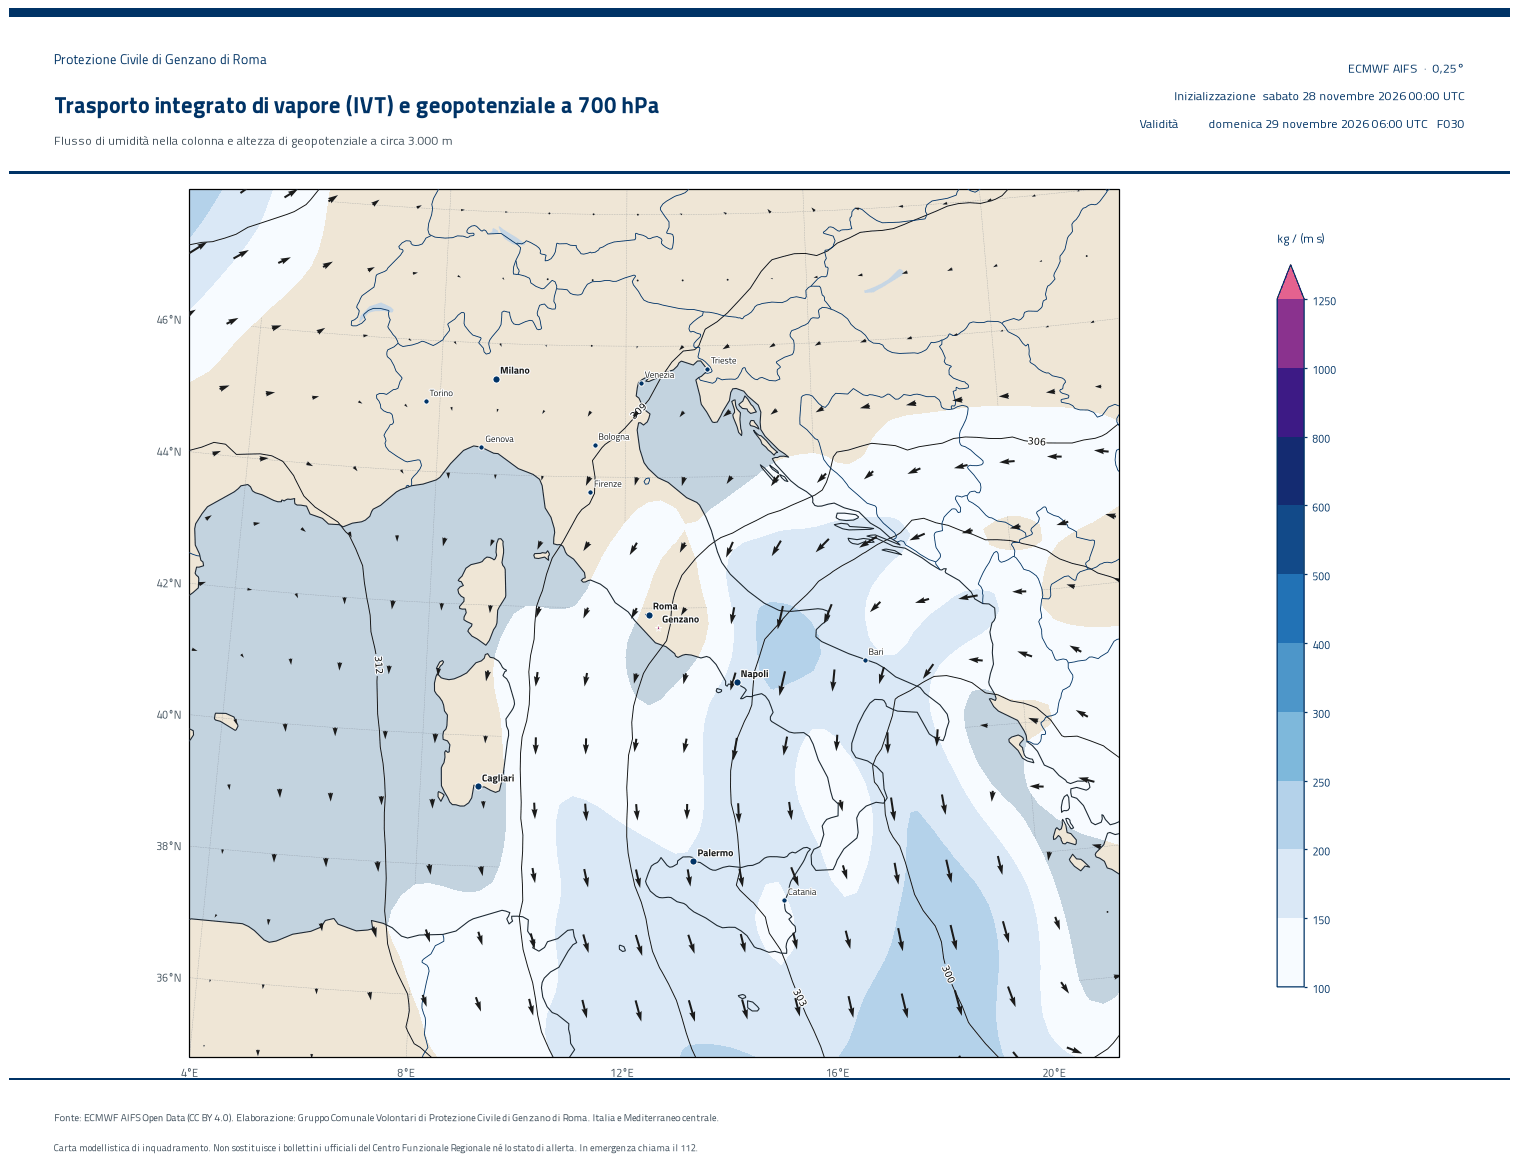 Protezione Civile di Genzano di Roma
Trasporto integrato di vapore (IVT) e geopotenziale a 700 hPa
Flusso di umidità nella colonna e altezza di geopotenziale a circa 3.000 m
ECMWF AIFS · 0,25°
Inizializzazione sabato 28 novembre 2026 00:00 UTC
Validità domenica 29 novembre 2026 06:00 UTC F030
kg / (m s)
1250
1000
800
600
500
400
300
250
200
150
100
46°N
44°N
42°N
40°N
38°N
36°N
4°E
8°E
12°E
16°E
20°E
Milano
Torino
Venezia
Trieste
Genova
Bologna
Firenze
Roma
Genzano
Napoli
Bari
Cagliari
Palermo
Catania
309
306
312
303
300
Fonte: ECMWF AIFS Open Data (CC BY 4.0). Elaborazione: Gruppo Comunale Volontari di Protezione Civile di Genzano di Roma. Italia e Mediterraneo centrale.
Carta modellistica di inquadramento. Non sostituisce i bollettini ufficiali del Centro Funzionale Regionale né lo stato di allerta. In emergenza chiama il 112.